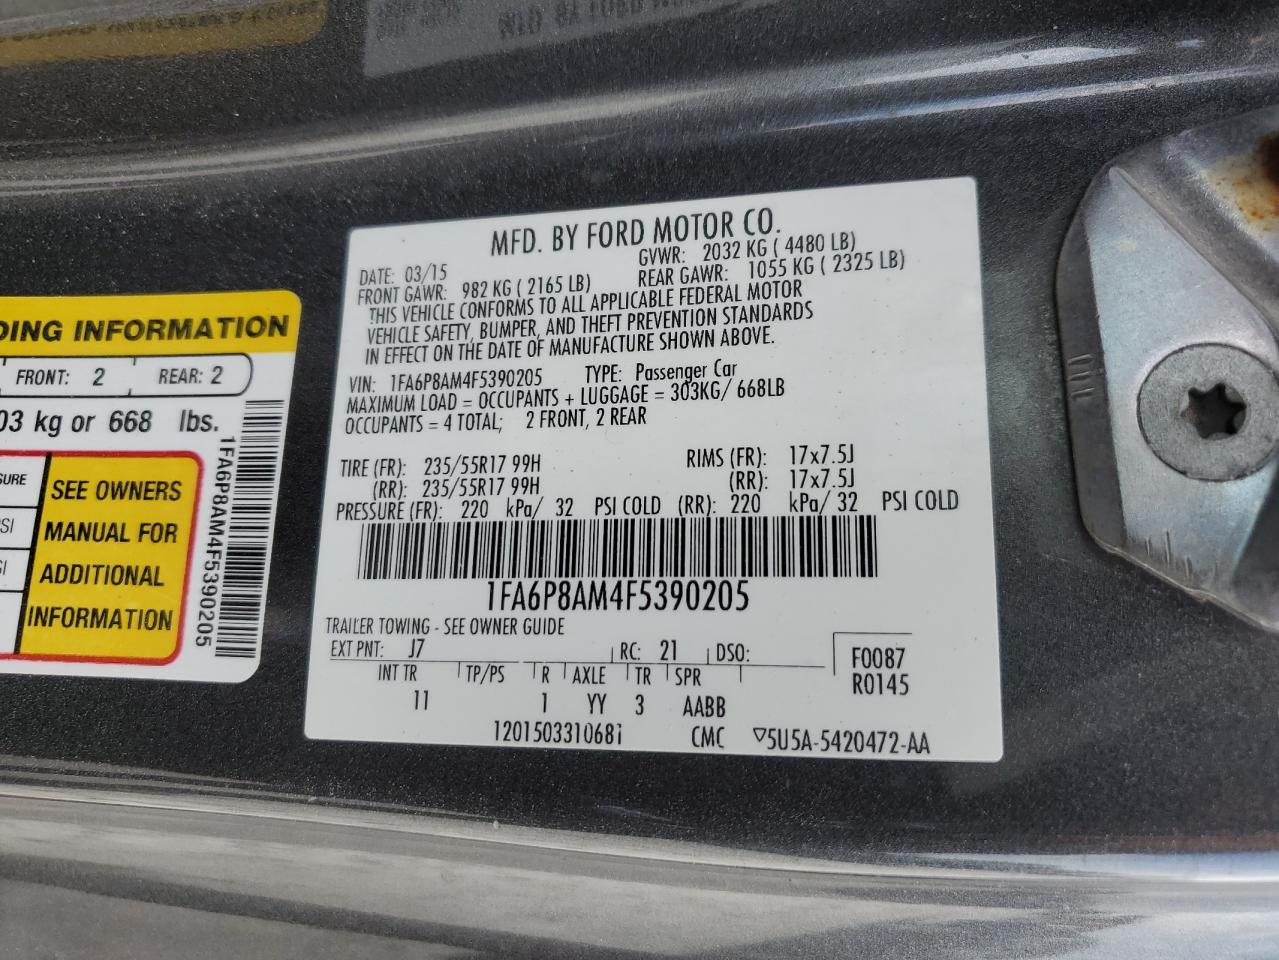 DING INFORMATION
FRONT: 2 REAR: 2
03 kg or 668 lbs.
SEE OWNERS
MANUAL FOR
ADDITIONAL
INFORMATION
1FA6P8AM4F5390205
MFD. BY FORD MOTOR CO.
DATE: 03/15 GVWR: 2032 KG ( 4480 LB)
FRONT GAWR: 982 KG ( 2165 LB) REAR GAWR: 1055 KG ( 2325 LB)
THIS VEHICLE CONFORMS TO ALL APPLICABLE FEDERAL MOTOR
VEHICLE SAFETY, BUMPER, AND THEFT PREVENTION STANDARDS
IN EFFECT ON THE DATE OF MANUFACTURE SHOWN ABOVE.
VIN: 1FA6P8AM4F5390205 TYPE: Passenger Car
MAXIMUM LOAD = OCCUPANTS + LUGGAGE = 303KG/ 668LB
OCCUPANTS = 4 TOTAL; 2 FRONT, 2 REAR
TIRE (FR): 235/55R17 99H RIMS (FR): 17x7.5J
(RR): 235/55R17 99H (RR): 17x7.5J
PRESSURE (FR): 220 kPa/ 32 PSI COLD (RR): 220 kPa/ 32 PSI COLD
1FA6P8AM4F5390205
TRAILER TOWING - SEE OWNER GUIDE
EXT PNT: J7 RC: 21 DSO: F0087
INT TR TP/PS R AXLE TR SPR R0145
11 1 YY 3 AABB
1201503310681 CMC ▽5U5A-5420472-AA